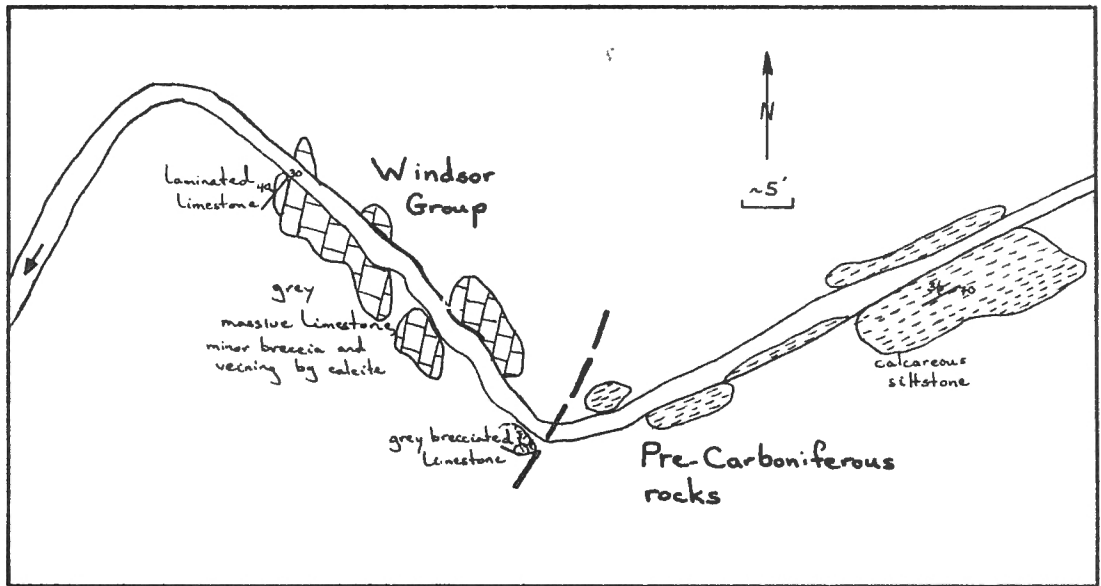 N
~5'
Windsor
Group
laminated
Limestone
40
30
grey
massive Limestone
minor breccia and
veining by calcite
grey brecciated
Limestone
calcareous
siltstone
Pre-Carboniferous
rocks